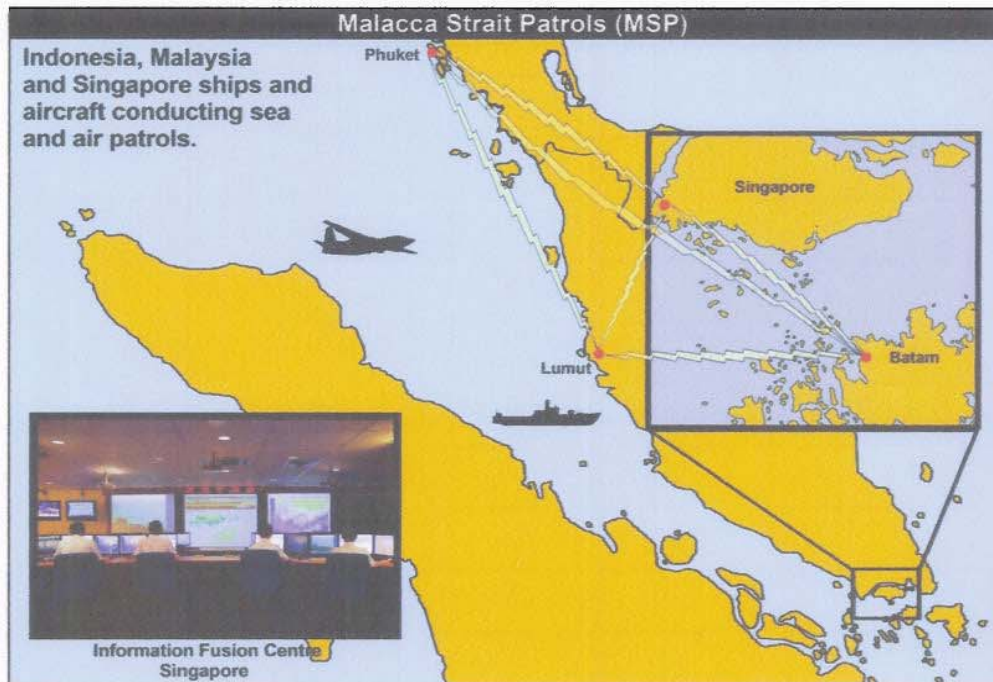 Malacca Strait Patrols (MSP)
Indonesia, Malaysia
and Singapore ships and
aircraft conducting sea
and air patrols.
Phuket
Singapore
Lumut
Batam
Information Fusion Centre
Singapore